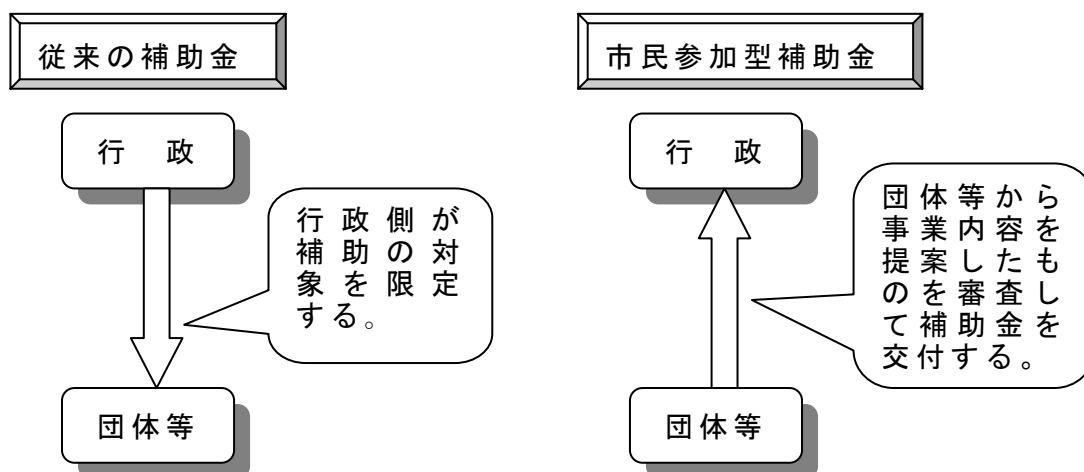 従来の補助金
行政
行政側が
補助の対
象を限定
する。
団体等
市民参加型補助金
行政
団体等から
事業内容を
提案したも
のを審査し
て補助金を
交付する。
団体等